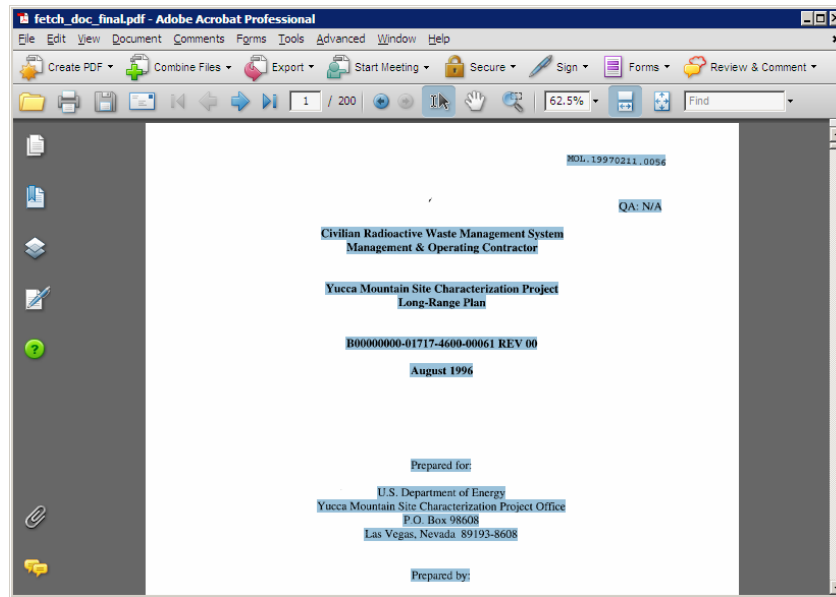 fetch_doc_final.pdf - Adobe Acrobat Professional
File Edit View Document Comments Forms Tools Advanced Window Help
Create PDF Combine Files Export Start Meeting Secure Sign Forms Review & Comment
1 / 200 62.5% Find
MOL.19970211.0056
QA: N/A
Civilian Radioactive Waste Management System
Management & Operating Contractor
Yucca Mountain Site Characterization Project
Long-Range Plan
B00000000-01717-4600-00061 REV 00
August 1996
Prepared for:
U.S. Department of Energy
Yucca Mountain Site Characterization Project Office
P.O. Box 98608
Las Vegas, Nevada 89193-8608
Prepared by: